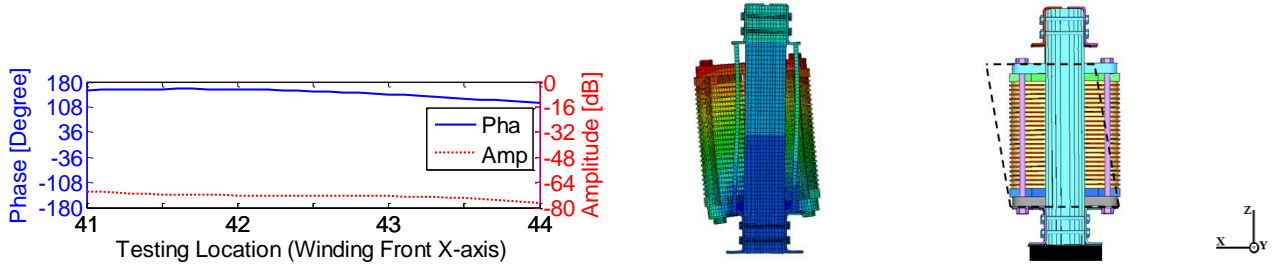 Phase [Degree]
180
108
36
-36
-108
-180
0
-16
-32
-48
-64
-80
Amplitude [dB]
Pha
Amp
41
42
43
44
Testing Location (Winding Front X-axis)
Z
X
Y